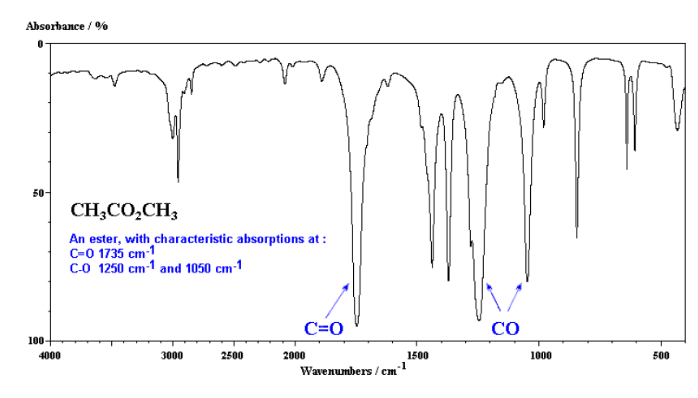 Absorbance / %
0
50
100
CH₃CO₂CH₃
An ester, with characteristic absorptions at :
C=O 1735 cm⁻¹
C-O 1250 cm⁻¹ and 1050 cm⁻¹
C=O
CO
4000 3000 2500 2000 1500 1000 500
Wavenumbers / cm⁻¹